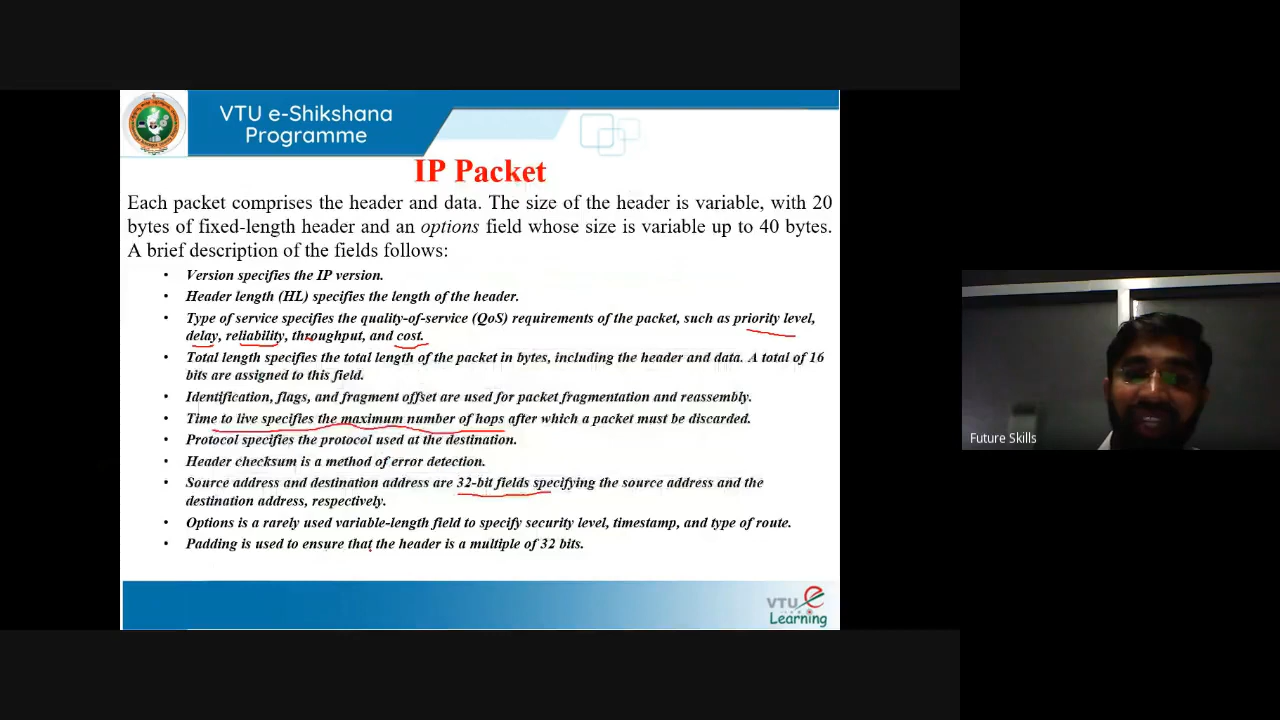 VTU e-Shikshana
Programme
IP Packet
Each packet comprises the header and data. The size of the header is variable, with 20
bytes of fixed-length header and an options field whose size is variable up to 40 bytes.
A brief description of the fields follows:
• Version specifies the IP version.
• Header length (HL) specifies the length of the header.
• Type of service specifies the quality-of-service (QoS) requirements of the packet, such as priority level,
delay, reliability, throughput, and cost.
• Total length specifies the total length of the packet in bytes, including the header and data. A total of 16
bits are assigned to this field.
• Identification, flags, and fragment offset are used for packet fragmentation and reassembly.
• Time to live specifies the maximum number of hops after which a packet must be discarded.
• Protocol specifies the protocol used at the destination.
• Header checksum is a method of error detection.
• Source address and destination address are 32-bit fields specifying the source address and the
destination address, respectively.
• Options is a rarely used variable-length field to specify security level, timestamp, and type of route.
• Padding is used to ensure that the header is a multiple of 32 bits.
VTU e
Learning
Future Skills